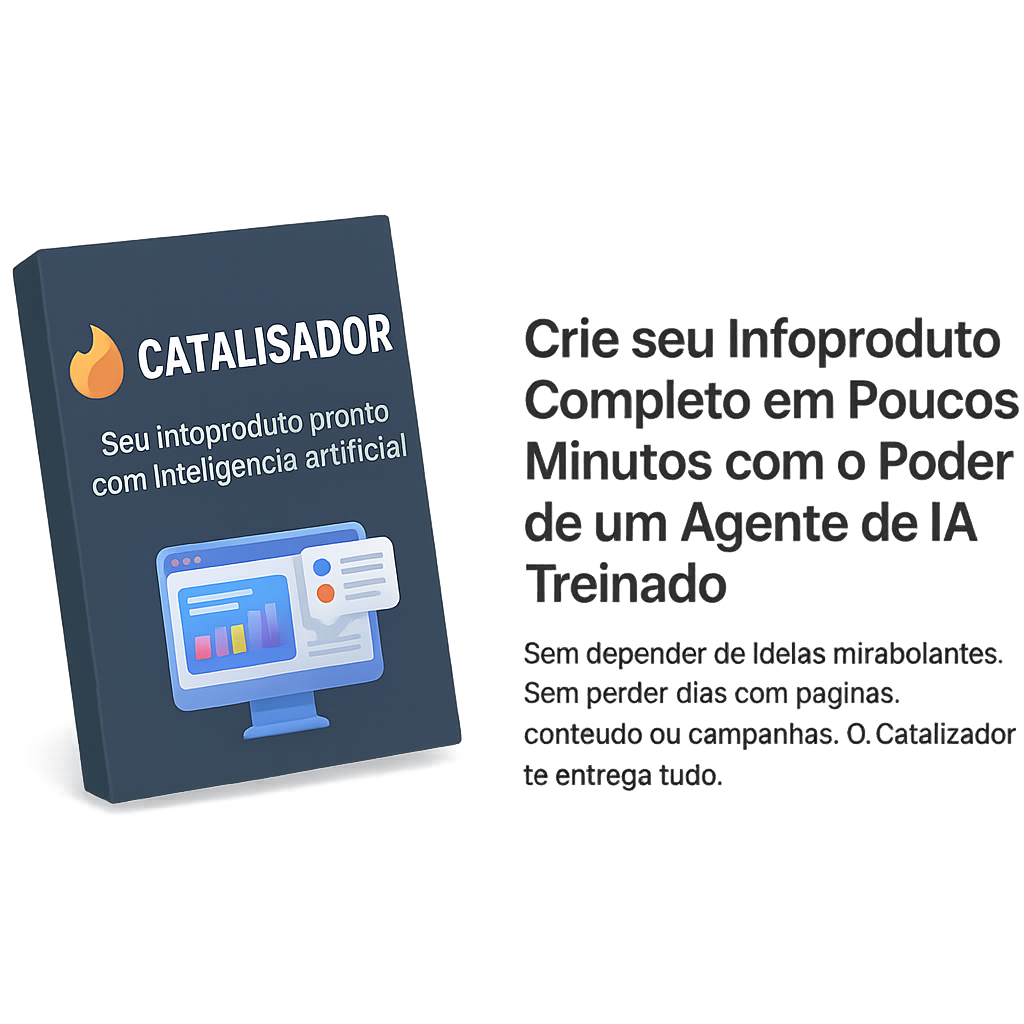 CATALISADOR
Seu intoproduto pronto
com Inteligencia artificial
Crie seu Infoproduto
Completo em Poucos
Minutos com o Poder
de um Agente de IA
Treinado
Sem depender de Idelas mirabolantes.
Sem perder dias com paginas.
conteudo ou campanhas. O. Catalizador
te entrega tudo.